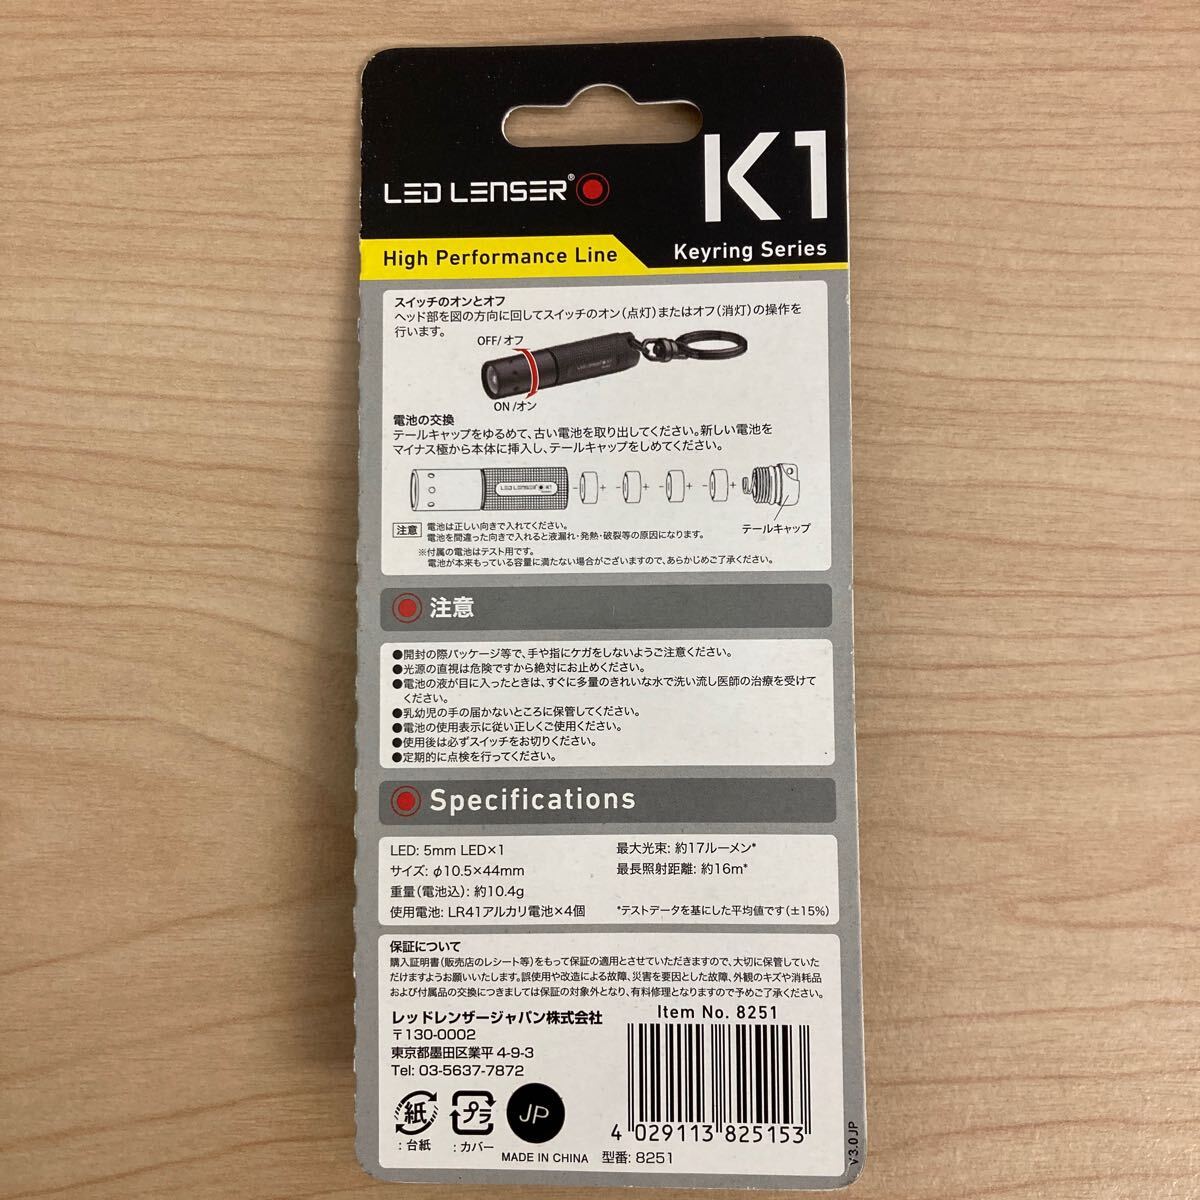 LED LENSER®
K1
High Performance Line
Keyring Series
スイッチのオンとオフ
ヘッド部を図の方向に回してスイッチのオン(点灯)またはオフ(消灯)の操作を
行います。
OFF/オフ
ON/オン
電池の交換
テールキャップをゆるめて、古い電池を取り出してください。新しい電池を
マイナス極から本体に挿入し、テールキャップをしめてください。
LED LENSER® K1
- + - + - + - +
テールキャップ
注意 電池は正しい向きで入れてください。
電池を間違った向きで入れると液漏れ・発熱・破裂等の原因になります。
※付属の電池はテスト用です。
電池が本来もっている容量に満たない場合がございますので、あらかじめご了承ください。
注意
●開封の際パッケージ等で、手や指にケガをしないようご注意ください。
●光源の直視は危険ですから絶対にお止めください。
●電池の液が目に入ったときは、すぐに多量のきれいな水で洗い流し医師の治療を受けて
ください。
●乳幼児の手の届かないところに保管してください。
●電池の使用表示に従い正しくご使用ください。
●使用後は必ずスイッチをお切りください。
●定期的に点検を行ってください。
Specifications
LED: 5mm LED×1
サイズ: φ10.5×44mm
重量(電池込): 約10.4g
使用電池: LR41アルカリ電池×4個
最大光束: 約17ルーメン*
最長照射距離: 約16m*
*テストデータを基にした平均値です(±15%)
保証について
購入証明書(販売店のレシート等)をもって保証の適用とさせていただきますので、大切に保管していた
だけますようお願いいたします。誤使用や改造による故障、災害を要因とした故障、外観のキズや消耗品
および付属品の交換につきましては保証の対象外となり、有料修理となりますので予めご了承ください。
レッドレンザージャパン株式会社
〒130-0002
東京都墨田区業平 4-9-3
Tel: 03-5637-7872
Item No. 8251
4 029113 825153
紙
: 台紙
プラ
: カバー
JP
MADE IN CHINA 型番: 8251
V3.0JP